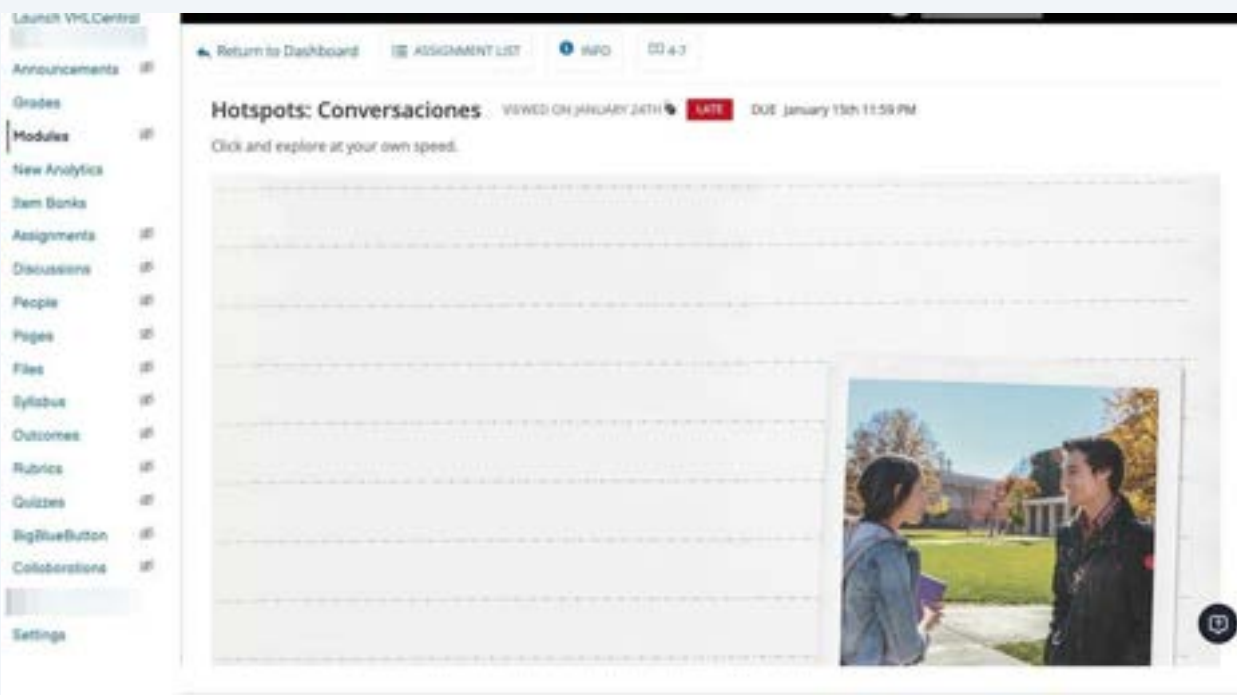 Launch VHLCentral
Announcements
Grades
Modules
New Analytics
Item Banks
Assignments
Discussions
People
Pages
Files
Syllabus
Outcomes
Rubrics
Quizzes
BigBlueButton
Collaborations
Settings
Return to Dashboard
ASSIGNMENT LIST
INFO
4-7
Hotspots: Conversaciones VIEWED ON JANUARY 24TH LATE DUE January 15th 11:59 PM
Click and explore at your own speed.